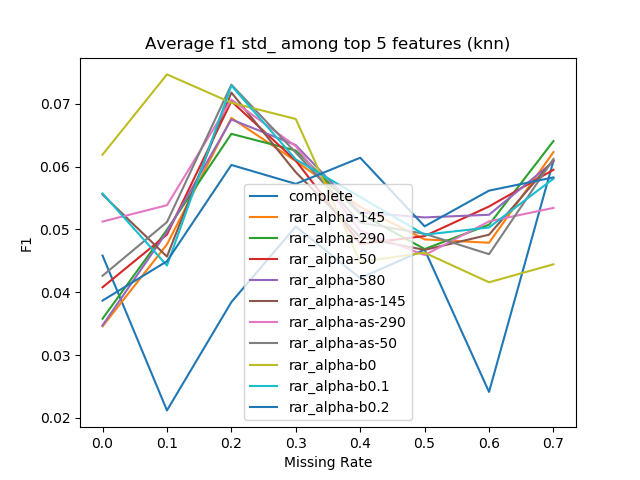 Average f1 std_ among top 5 features (knn)
0.07
0.06
0.05
0.04
0.03
0.02
F1
complete
rar_alpha-145
rar_alpha-290
rar_alpha-50
rar_alpha-580
rar_alpha-as-145
rar_alpha-as-290
rar_alpha-as-50
rar_alpha-b0
rar_alpha-b0.1
rar_alpha-b0.2
0.0 0.1 0.2 0.3 0.4 0.5 0.6 0.7
Missing Rate